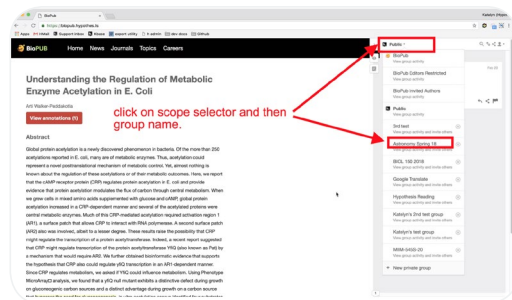 BioPub
Katelyn (Hypot
https://biopub.hypothes.is
Apps
HMail
Support Inbox
Kbase
export utility
h admin
dev docs
GitHub
BioPUB
Home
News
Journals
Topics
Careers
Public
Understanding the Regulation of Metabolic
Enzyme Acetylation in E. Coli
View annotations (1)
click on scope selector and then
group name.
Abstract
Global protein acetylation is a newly discovered phenomenon in bacteria. Of the more than 250
acetylations reported in E. coli, many are of metabolic enzymes. Thus, acetylation could
represent a novel posttranslational mechanism of metabolic control. Yet, almost nothing is
known about the regulation of these acetylations or of their metabolic outcomes. Here, we report
that the cAMP receptor protein (CRP) regulates protein acetylation in E. coli and provide
evidence that protein acetylation modulates the flux of carbon through central metabolism. When
we grew cells in mixed amino acids supplemented with glucose and cAMP, global protein
acetylation increased in a CRP-dependent manner and several of the acetylated proteins were
central metabolic enzymes. Much of this CRP-mediated acetylation required activation region 1
(AR1), a surface patch that allows CRP to interact with RNA polymerase. A second surface patch
(AR2) also was involved, albeit to a lesser degree. These results raise the possibility that CRP
might regulate the transcription of a protein acetyltransferase. Indeed, a recent report suggested
that CRP might regulate transcription of the protein acetyltransferase YfiQ (also known as Pat) by
a mechanism that would require AR2. We further obtained bioinformatic evidence that supports
the hypothesis that CRP also could regulate yfiQ transcription in an AR1-dependent manner.
Since CRP regulates metabolism, we asked if YfiQ could influence metabolism. Using Phenotype
MicroArray(s) analysis, we found that a yfiQ null mutant exhibits a distinctive defect during growth
on gluconeogenic carbon sources and a distinct advantage during growth on a carbon source
BioPub
View group activity
BioPub Editors Restricted
View group activity
BioPub Invited Authors
View group activity
Public
View group activity
3rd test
View group activity and invite others
Astronomy Spring 18
View group activity and invite others
BIOL 150 2018
View group activity and invite others
Google Translate
View group activity and invite others
Hypothesis Reading
View group activity and invite others
Katelyn's 2nd test group
View group activity and invite others
Katelyn's test group
View group activity and invite others
View group activity and invite others
+ New private group